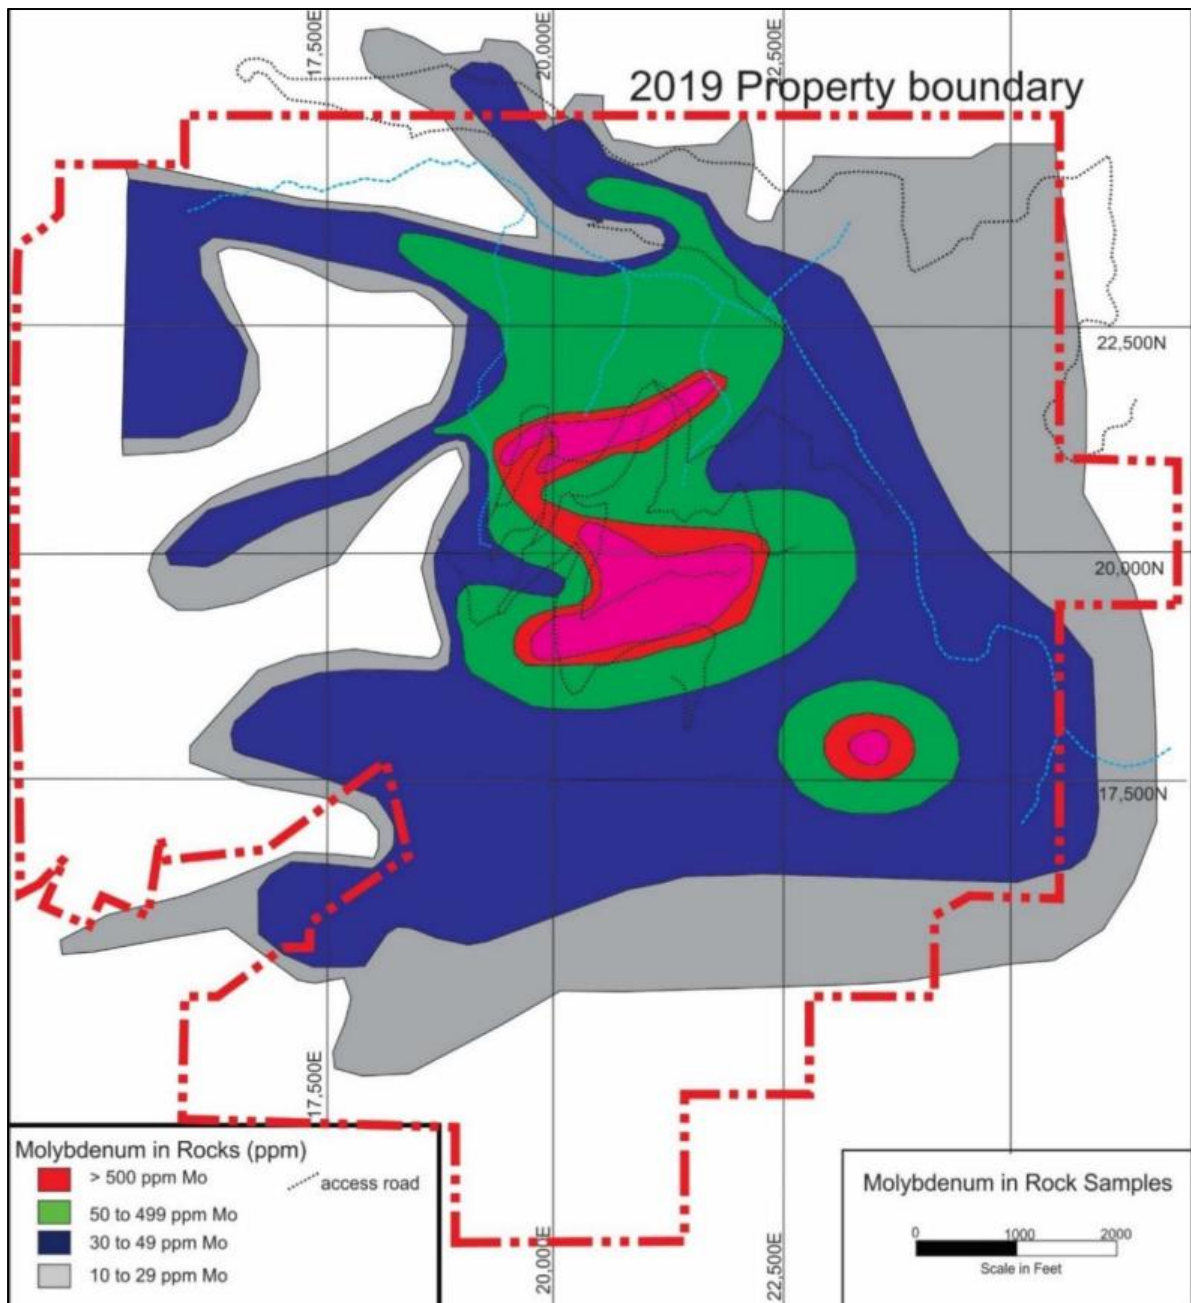 17,500E
20,000E
22,500E
2019 Property boundary
22,500N
20,000N
17,500N
17,500E
20,000E
22,500E
Molybdenum in Rocks (ppm)
> 500 ppm Mo
access road
50 to 499 ppm Mo
30 to 49 ppm Mo
10 to 29 ppm Mo
Molybdenum in Rock Samples
0 1000 2000
Scale in Feet